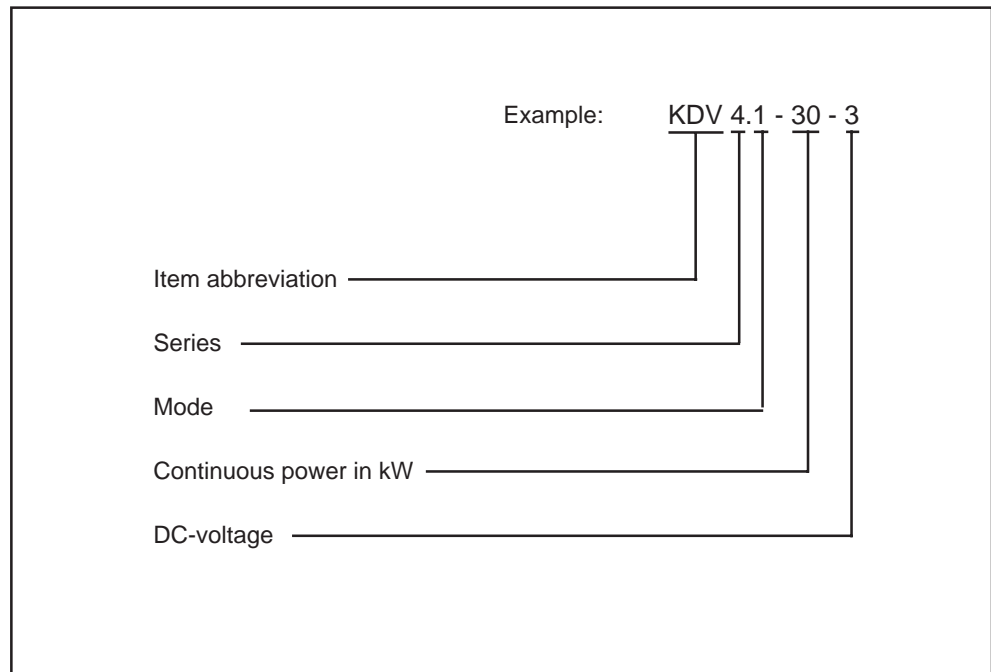 Example: KDV 4.1 - 30 - 3
Item abbreviation
Series
Mode
Continuous power in kW
DC-voltage